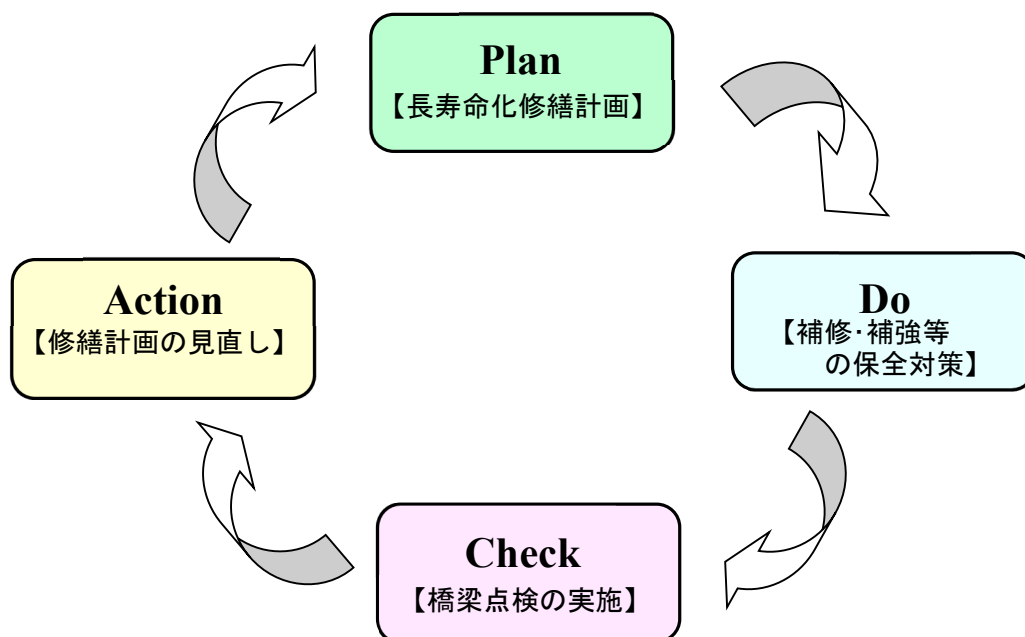 Plan
【長寿命化修繕計画】
Action
【修繕計画の見直し】
Do
【補修･補強等
の保全対策】
Check
【橋梁点検の実施】